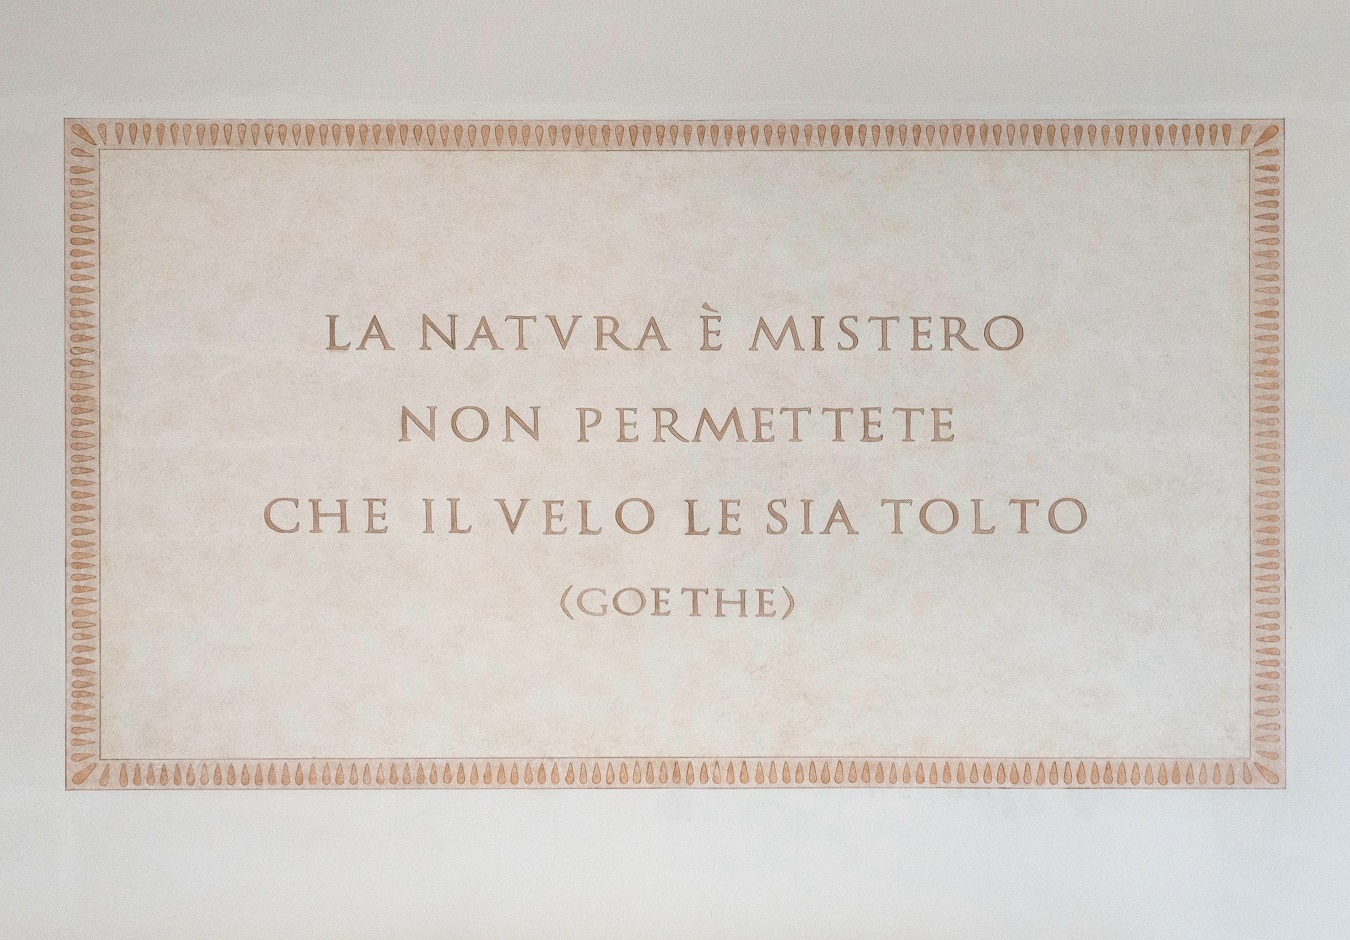 LA NATVRA È MISTERO
NON PERMETTETE
CHE IL VELO LE SIA TOLTO
(GOETHE)